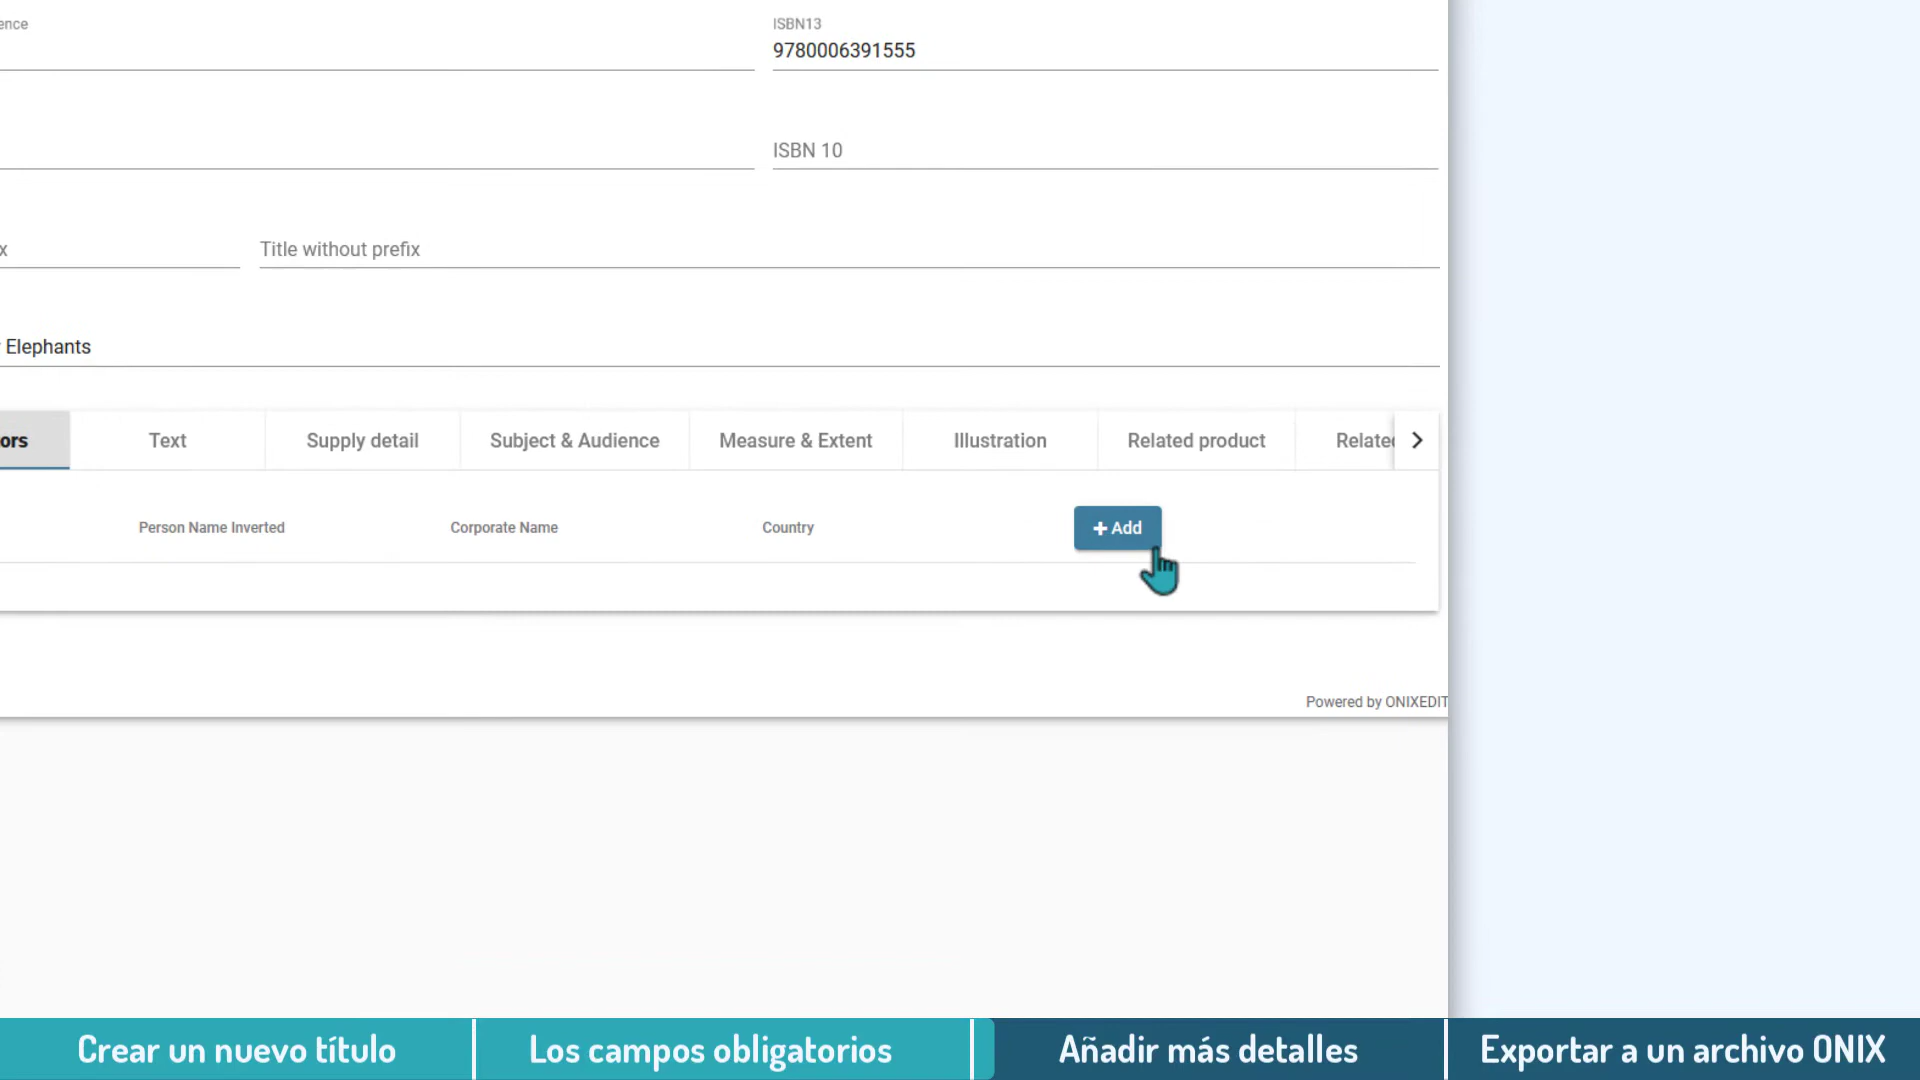 ence
ISBN13
9780006391555
ISBN 10
x
Title without prefix
Elephants
ors
Text
Supply detail
Subject & Audience
Measure & Extent
Illustration
Related product
Related
Person Name Inverted
Corporate Name
Country
+ Add
Powered by ONIXEDIT
Crear un nuevo título
Los campos obligatorios
Añadir más detalles
Exportar a un archivo ONIX